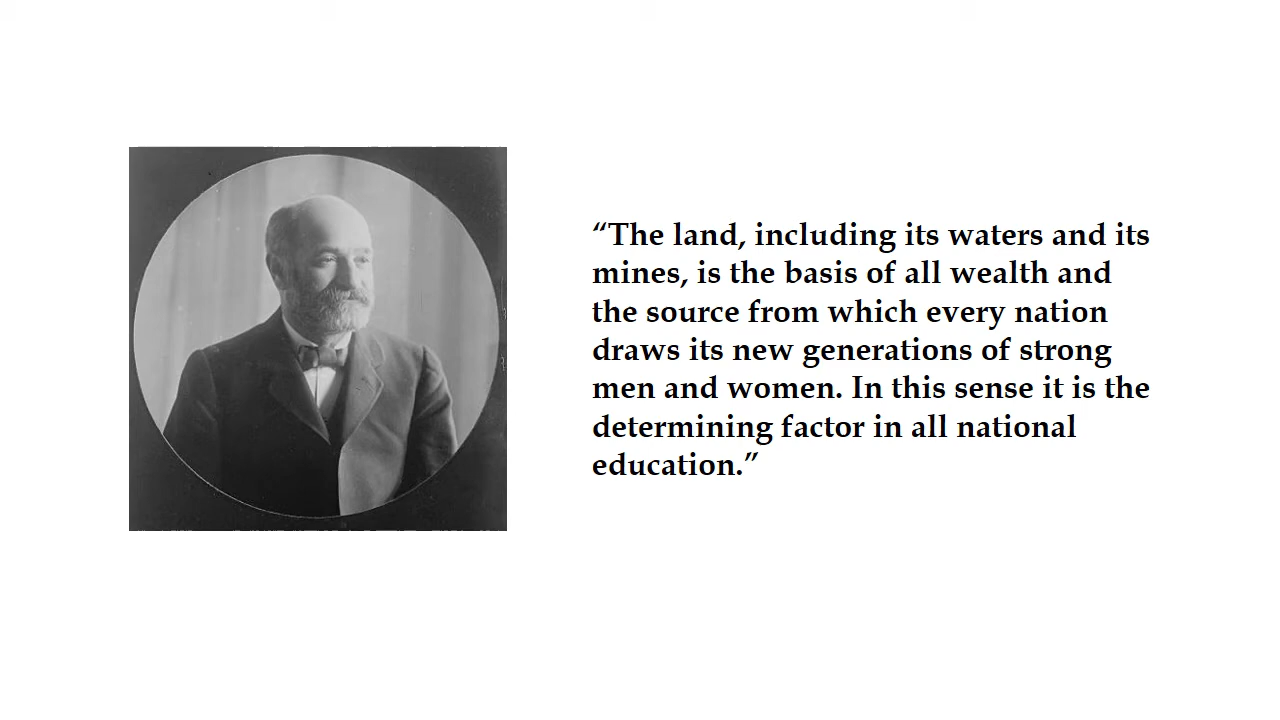 “The land, including its waters and its
mines, is the basis of all wealth and
the source from which every nation
draws its new generations of strong
men and women. In this sense it is the
determining factor in all national
education.”